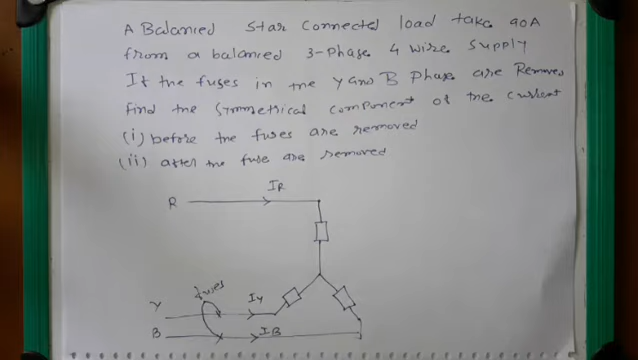 A Balanied Star Connected load take 90A
from a balanied 3-Phase 4 wire supply
If the fuses in the Y and B Phase are Removed
find the Symmetrical component of the current
(i) before the fuses are removed
(ii) after the fuse are removed
R IR
fuses
Y IY
B IB